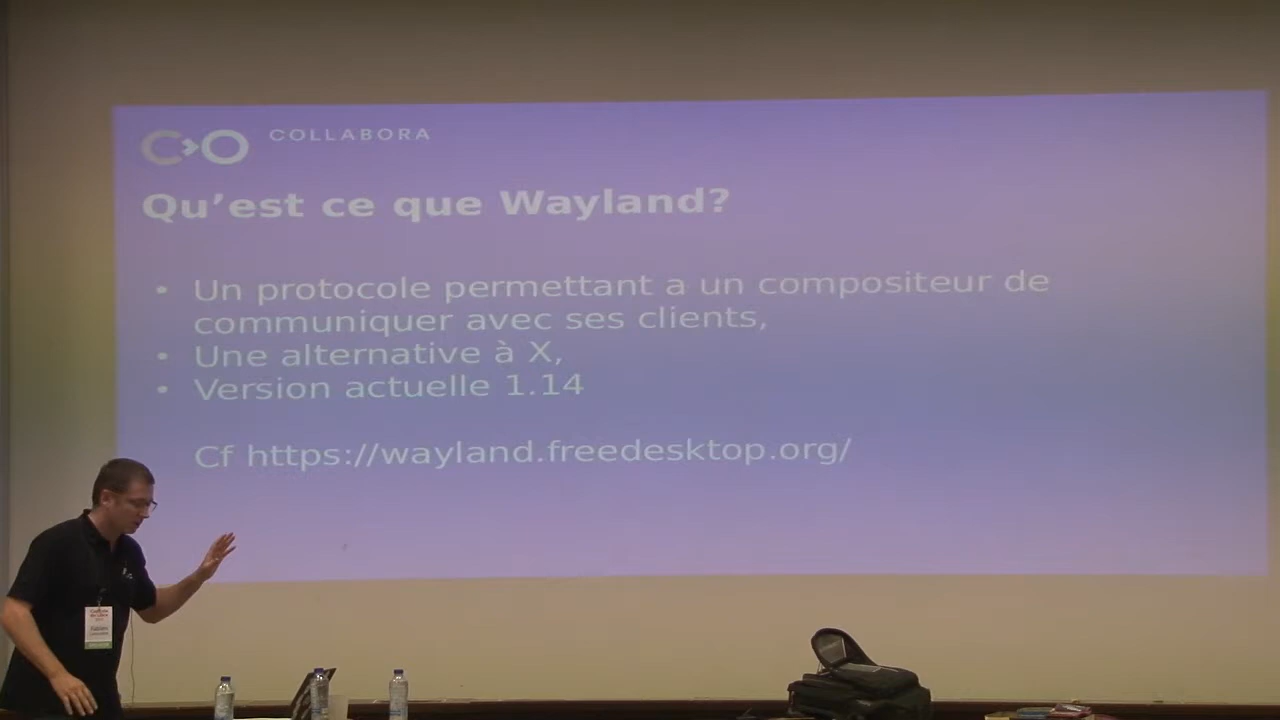 COLLABORA
Qu’est ce que Wayland?
• Un protocole permettant a un compositeur de
communiquer avec ses clients,
• Une alternative à X,
• Version actuelle 1.14
Cf https://wayland.freedesktop.org/